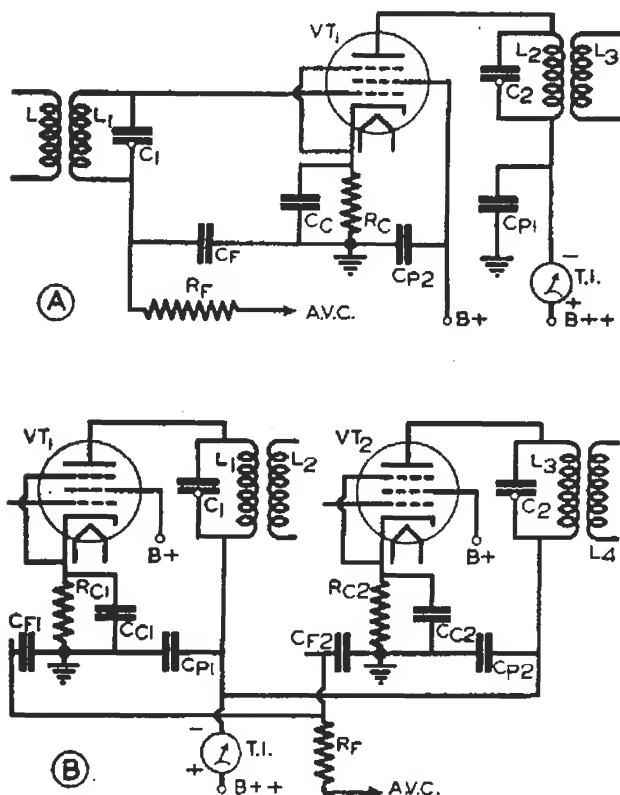 VT1
L2
L3
L
L1
C2
C1
CC
RC
CP1
CF
CP2
T.I.
RF
A.V.C.
B+
B++
A
VT1
VT2
L1
L2
L3
C1
C2
B+
B+
L4
RC1
RC2
CF1
CC1
CF2
CC2
CP1
CP2
T.I.
RF
B++
A.V.C.
B